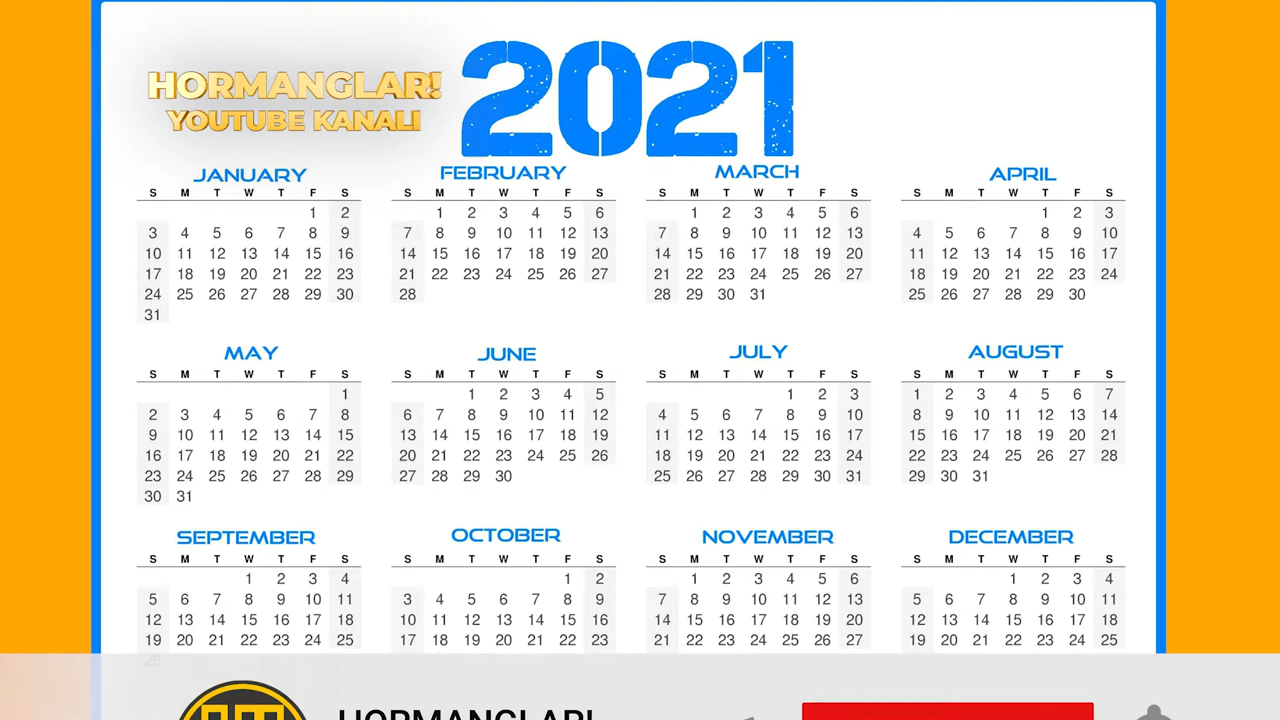 HORMANGLAR!
YOUTUBE KANALI
2021
JANUARY
S M T W T F S
1 2
3 4 5 6 7 8 9
10 11 12 13 14 15 16
17 18 19 20 21 22 23
24 25 26 27 28 29 30
31
FEBRUARY
S M T W T F S
1 2 3 4 5 6
7 8 9 10 11 12 13
14 15 16 17 18 19 20
21 22 23 24 25 26 27
28
MARCH
S M T W T F S
1 2 3 4 5 6
7 8 9 10 11 12 13
14 15 16 17 18 19 20
21 22 23 24 25 26 27
28 29 30 31
APRIL
S M T W T F S
1 2 3
4 5 6 7 8 9 10
11 12 13 14 15 16 17
18 19 20 21 22 23 24
25 26 27 28 29 30
MAY
S M T W T F S
1
2 3 4 5 6 7 8
9 10 11 12 13 14 15
16 17 18 19 20 21 22
23 24 25 26 27 28 29
30 31
JUNE
S M T W T F S
1 2 3 4 5
6 7 8 9 10 11 12
13 14 15 16 17 18 19
20 21 22 23 24 25 26
27 28 29 30
JULY
S M T W T F S
1 2 3
4 5 6 7 8 9 10
11 12 13 14 15 16 17
18 19 20 21 22 23 24
25 26 27 28 29 30 31
AUGUST
S M T W T F S
1 2 3 4 5 6 7
8 9 10 11 12 13 14
15 16 17 18 19 20 21
22 23 24 25 26 27 28
29 30 31
SEPTEMBER
S M T W T F S
1 2 3 4
5 6 7 8 9 10 11
12 13 14 15 16 17 18
19 20 21 22 23 24 25
OCTOBER
S M T W T F S
1 2
3 4 5 6 7 8 9
10 11 12 13 14 15 16
17 18 19 20 21 22 23
NOVEMBER
S M T W T F S
1 2 3 4 5 6
7 8 9 10 11 12 13
14 15 16 17 18 19 20
21 22 23 24 25 26 27
DECEMBER
S M T W T F S
1 2 3 4
5 6 7 8 9 10 11
12 13 14 15 16 17 18
19 20 21 22 23 24 25